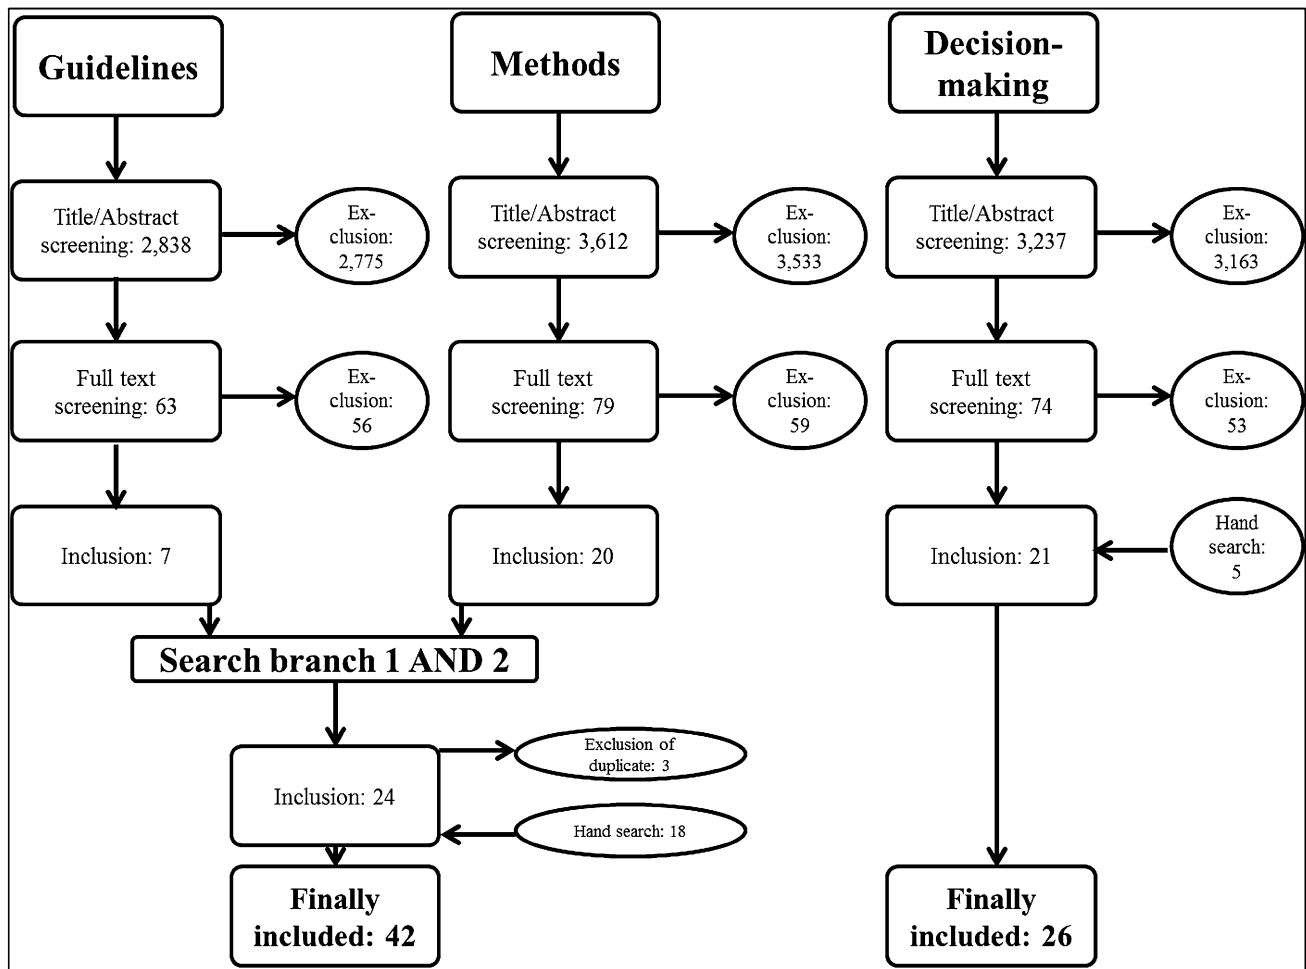 Guidelines
Methods
Decision-
making
Title/Abstract
screening: 2,838
Ex-
clusion:
2,775
Title/Abstract
screening: 3,612
Ex-
clusion:
3,533
Title/Abstract
screening: 3,237
Ex-
clusion:
3,163
Full text
screening: 63
Ex-
clusion:
56
Full text
screening: 79
Ex-
clusion:
59
Full text
screening: 74
Ex-
clusion:
53
Inclusion: 7
Inclusion: 20
Inclusion: 21
Hand
search:
5
Search branch 1 AND 2
Inclusion: 24
Exclusion of
duplicate: 3
Hand search: 18
Finally
included: 42
Finally
included: 26